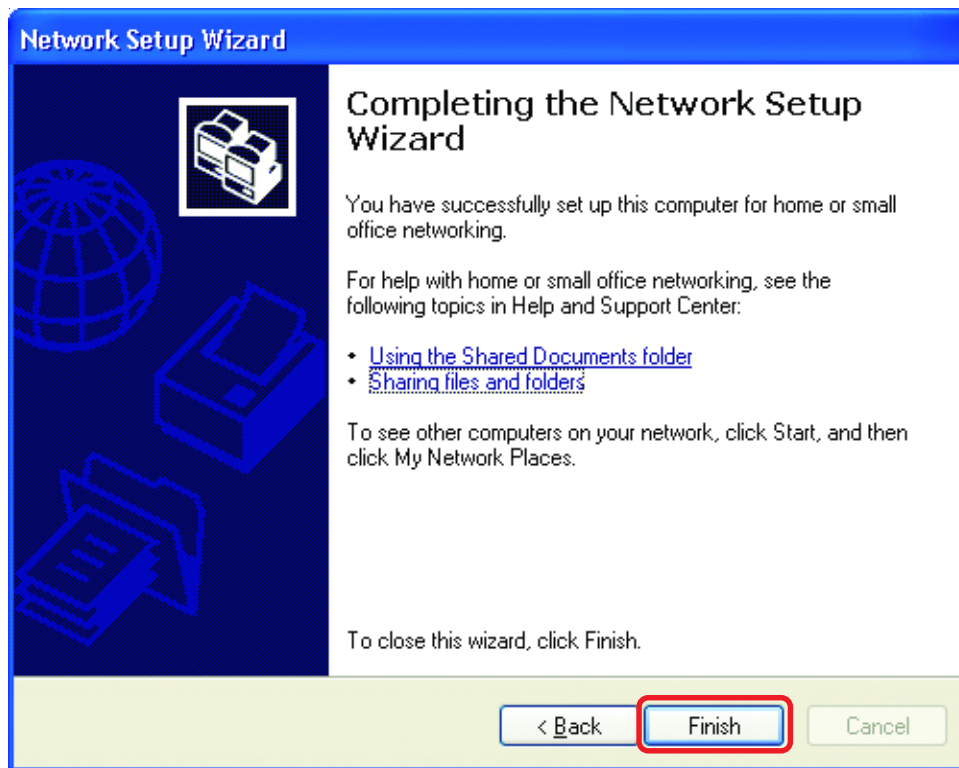 Network Setup Wizard
Completing the Network Setup
Wizard
You have successfully set up this computer for home or small
office networking.
For help with home or small office networking, see the
following topics in Help and Support Center:
• Using the Shared Documents folder
• Sharing files and folders
To see other computers on your network, click Start, and then
click My Network Places.
To close this wizard, click Finish.
< Back
Finish
Cancel